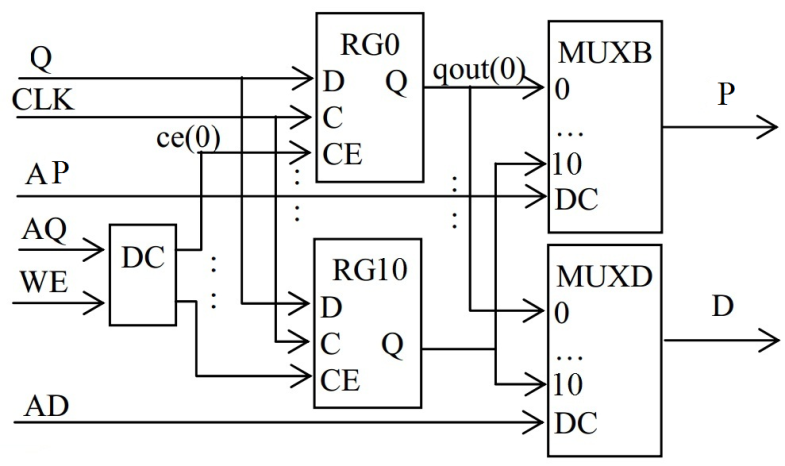 Q
CLK
ce(0)
AP
AQ
WE
AD
DC
RG0
D Q
C
CE
qout(0)
RG10
D
C Q
CE
MUXB
0
...
10
DC
P
MUXD
0
...
10
DC
D